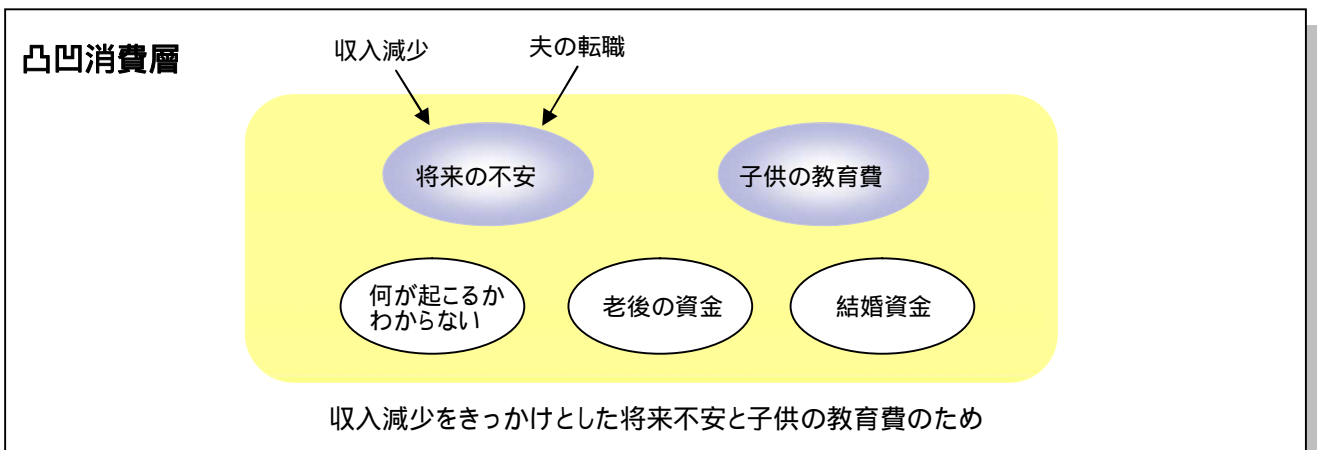 凸凹消費層
収入減少
夫の転職
将来の不安
子供の教育費
何が起こるか
わからない
老後の資金
結婚資金
収入減少をきっかけとした将来不安と子供の教育費のため